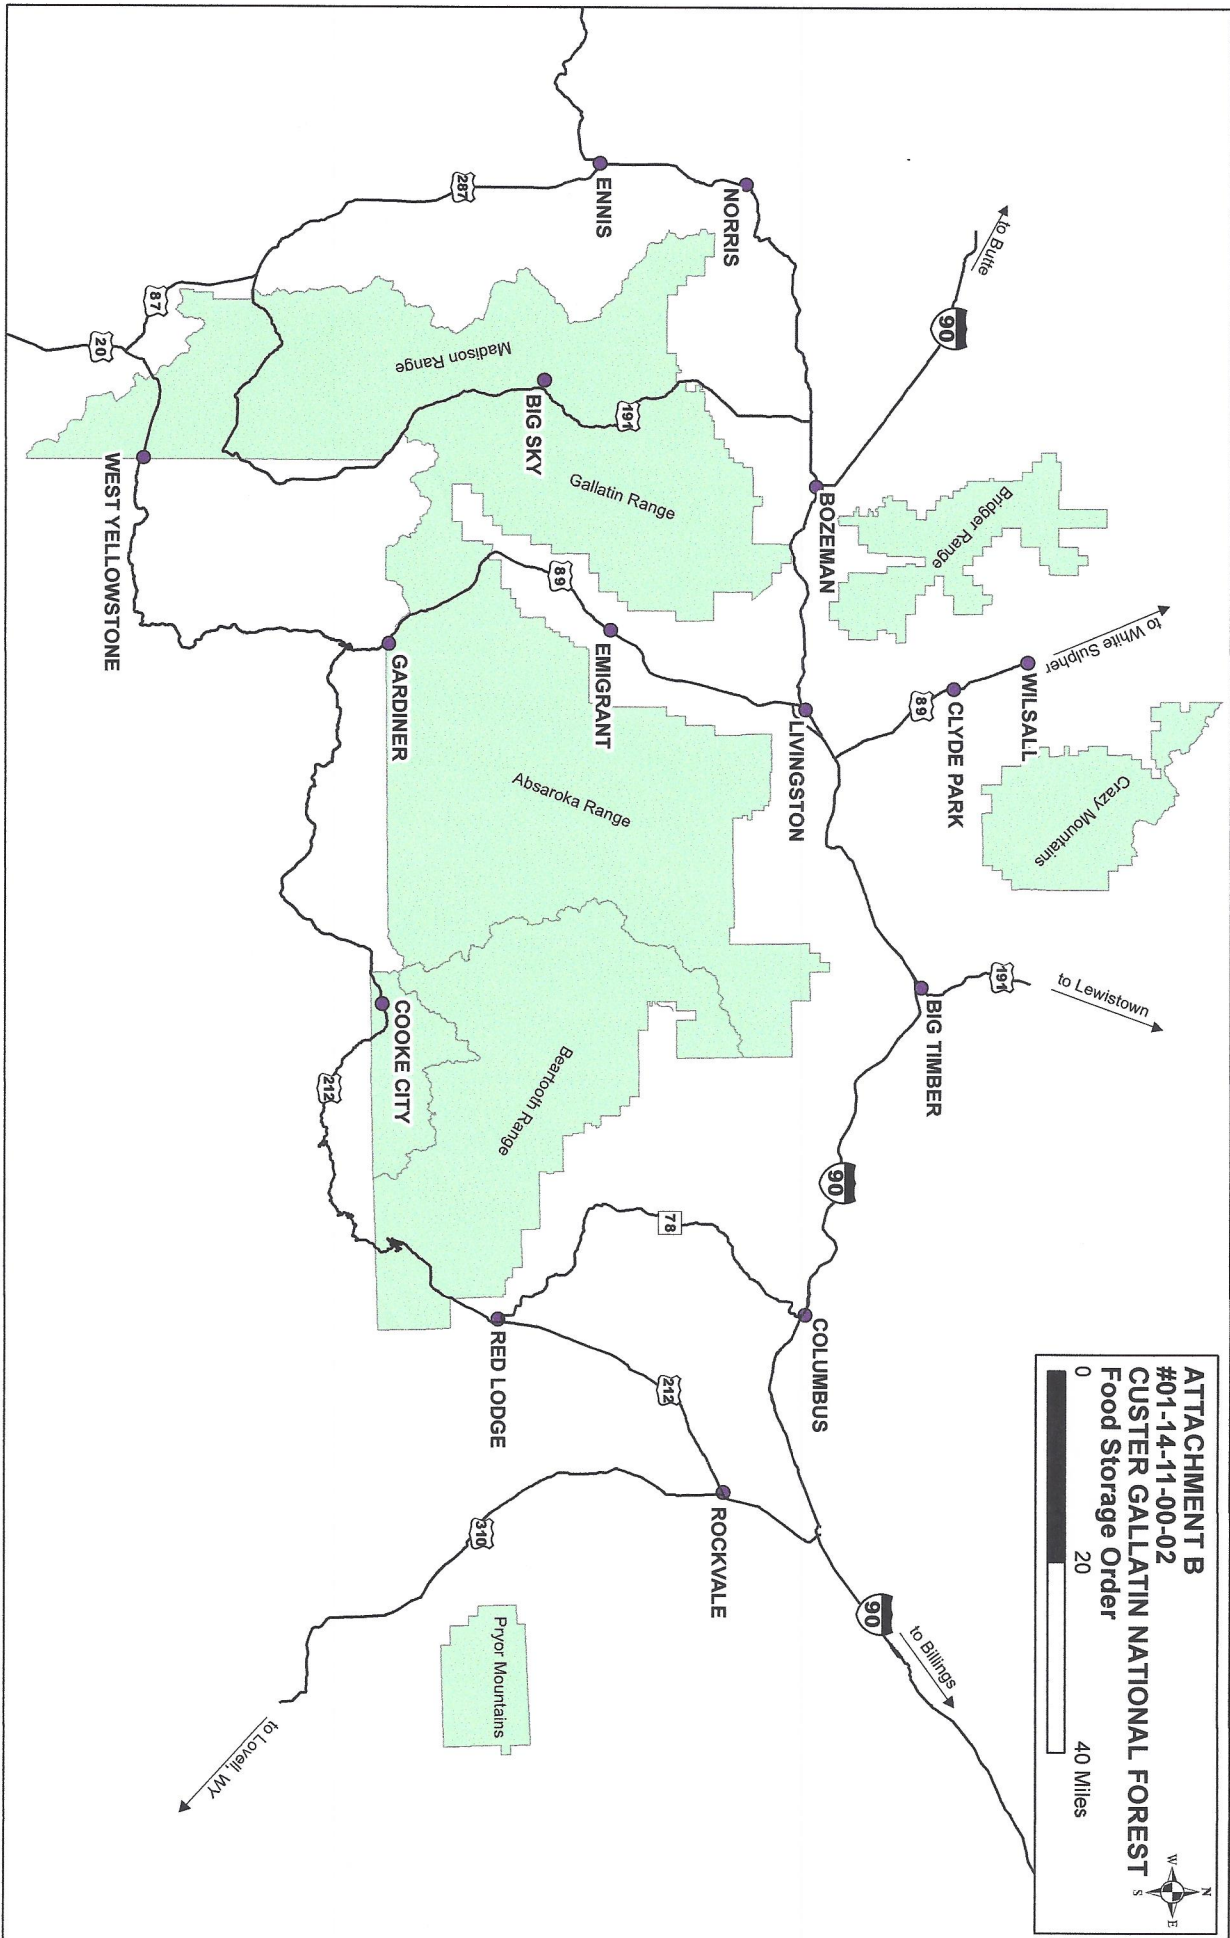 ATTACHMENT B
#01-14-11-00-02
CUSTER GALLATIN NATIONAL FOREST
Food Storage Order
0 20 40 Miles
N
W
E
S
to Butte
90
to White Sulpher
WILSALL
CLYDE PARK
89
Crazy Mountains
Bridger Range
to Lewistown
191
BIG TIMBER
NORRIS
BOZEMAN
LIVINGSTON
90
COLUMBUS
90
to Billings
ENNIS
287
191
BIG SKY
Gallatin Range
Madison Range
89
EMIGRANT
Absaroka Range
Beartooth Range
78
212
ROCKVALE
RED LODGE
310
Pryor Mountains
to Lovell, WY
87
20
WEST YELLOWSTONE
GARDINER
COOKE CITY
212